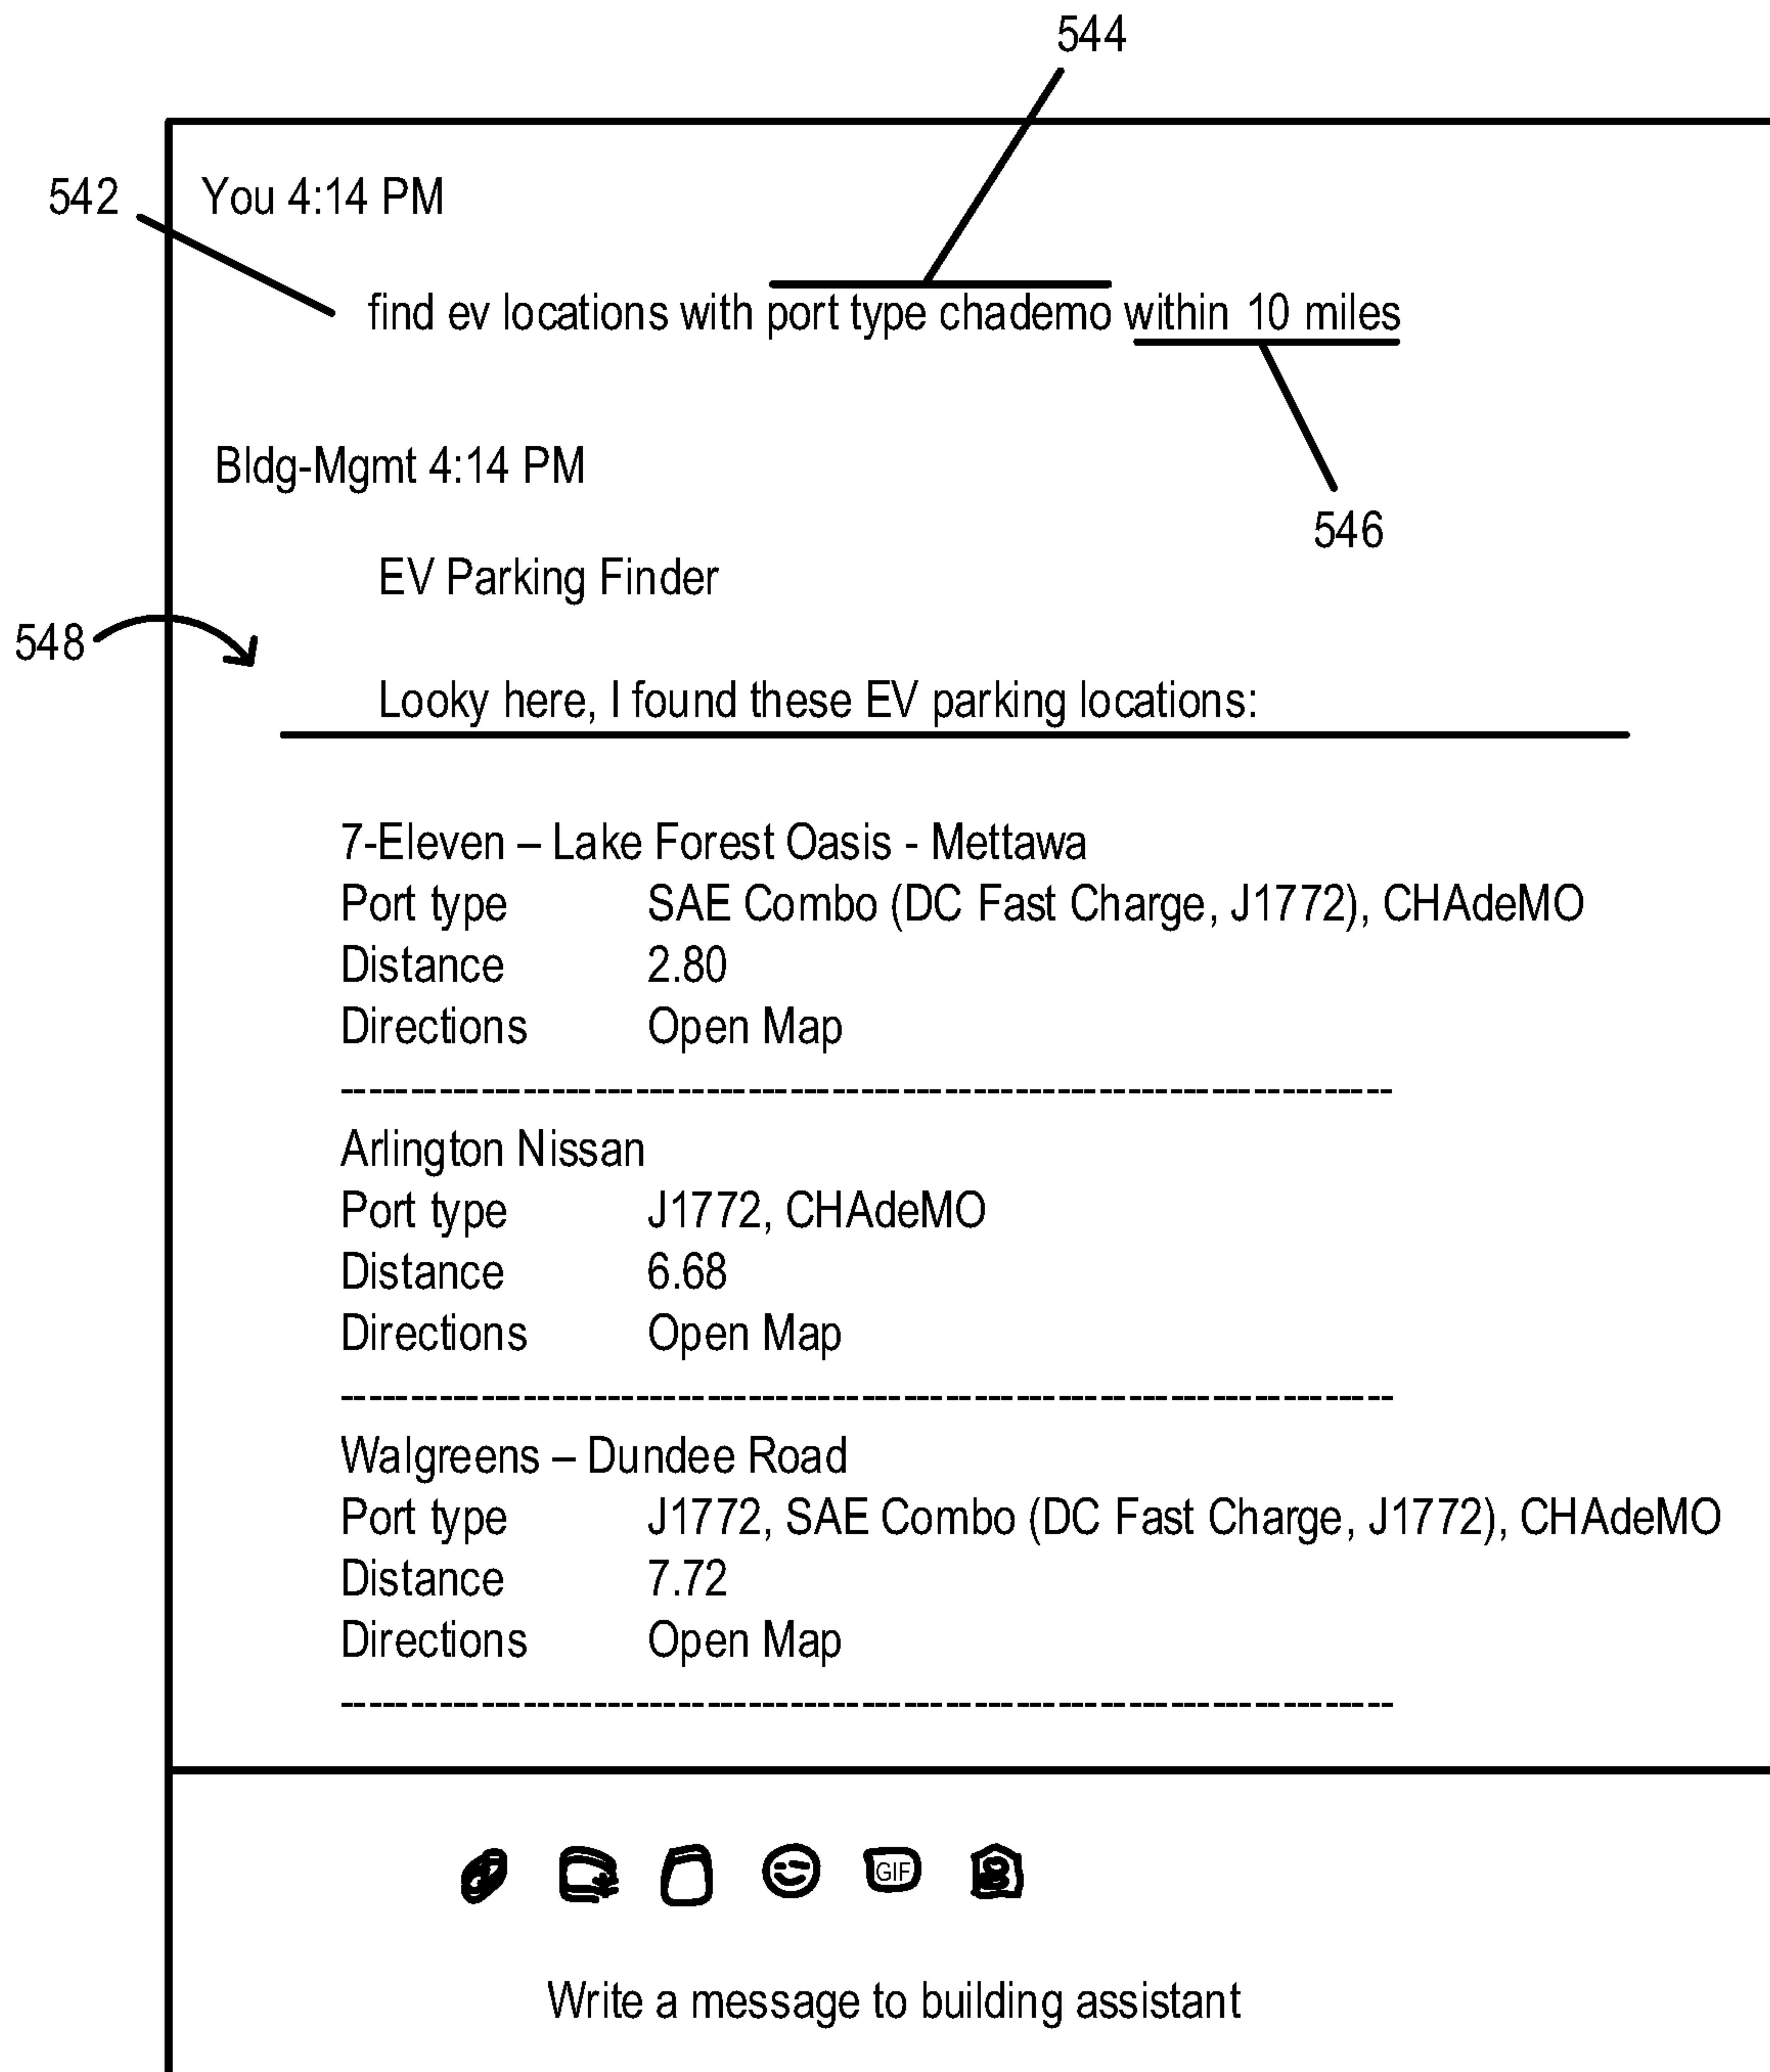 544
542
You 4:14 PM
find ev locations with port type chademo within 10 miles
Bldg-Mgmt 4:14 PM
546
EV Parking Finder
548
Looky here, I found these EV parking locations:
7-Eleven – Lake Forest Oasis - Mettawa
Port type SAE Combo (DC Fast Charge, J1772), CHAdeMO
Distance 2.80
Directions Open Map
---------------------------------------------------------------------------
Arlington Nissan
Port type J1772, CHAdeMO
Distance 6.68
Directions Open Map
---------------------------------------------------------------------------
Walgreens – Dundee Road
Port type J1772, SAE Combo (DC Fast Charge, J1772), CHAdeMO
Distance 7.72
Directions Open Map
---------------------------------------------------------------------------
GIF
Write a message to building assistant